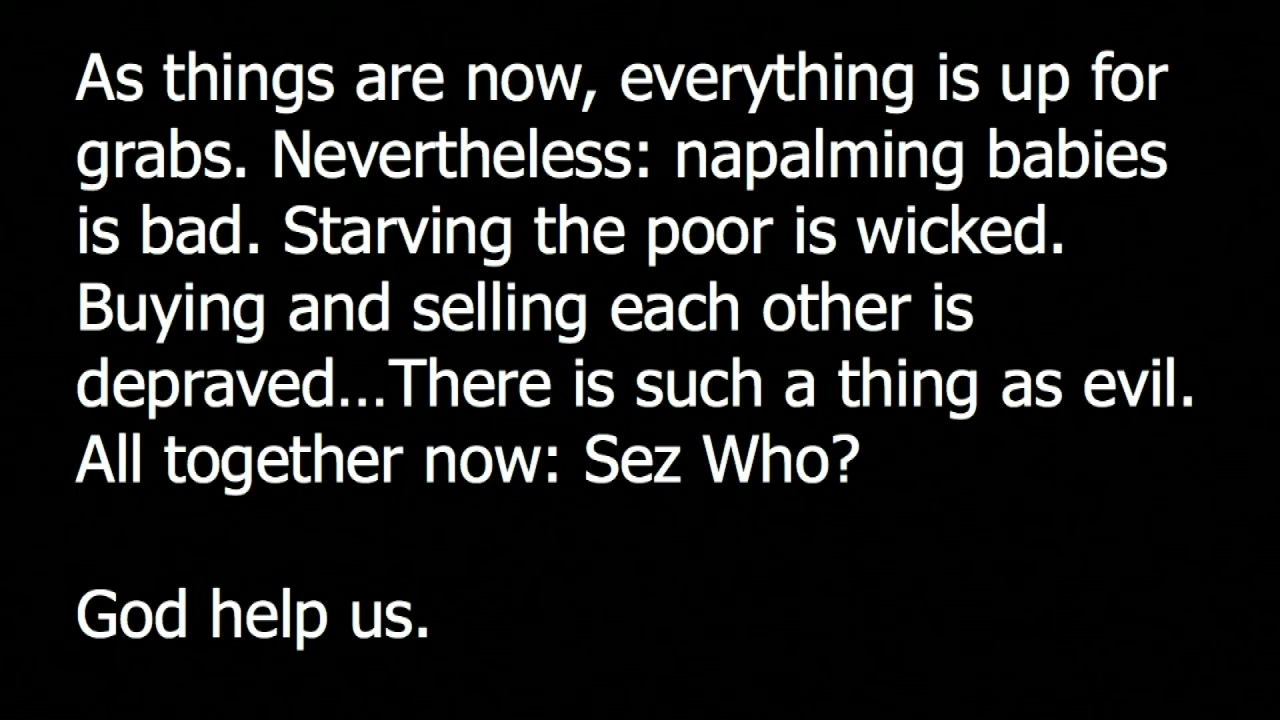 As things are now, everything is up for
grabs. Nevertheless: napalming babies
is bad. Starving the poor is wicked.
Buying and selling each other is
depraved...There is such a thing as evil.
All together now: Sez Who?
God help us.